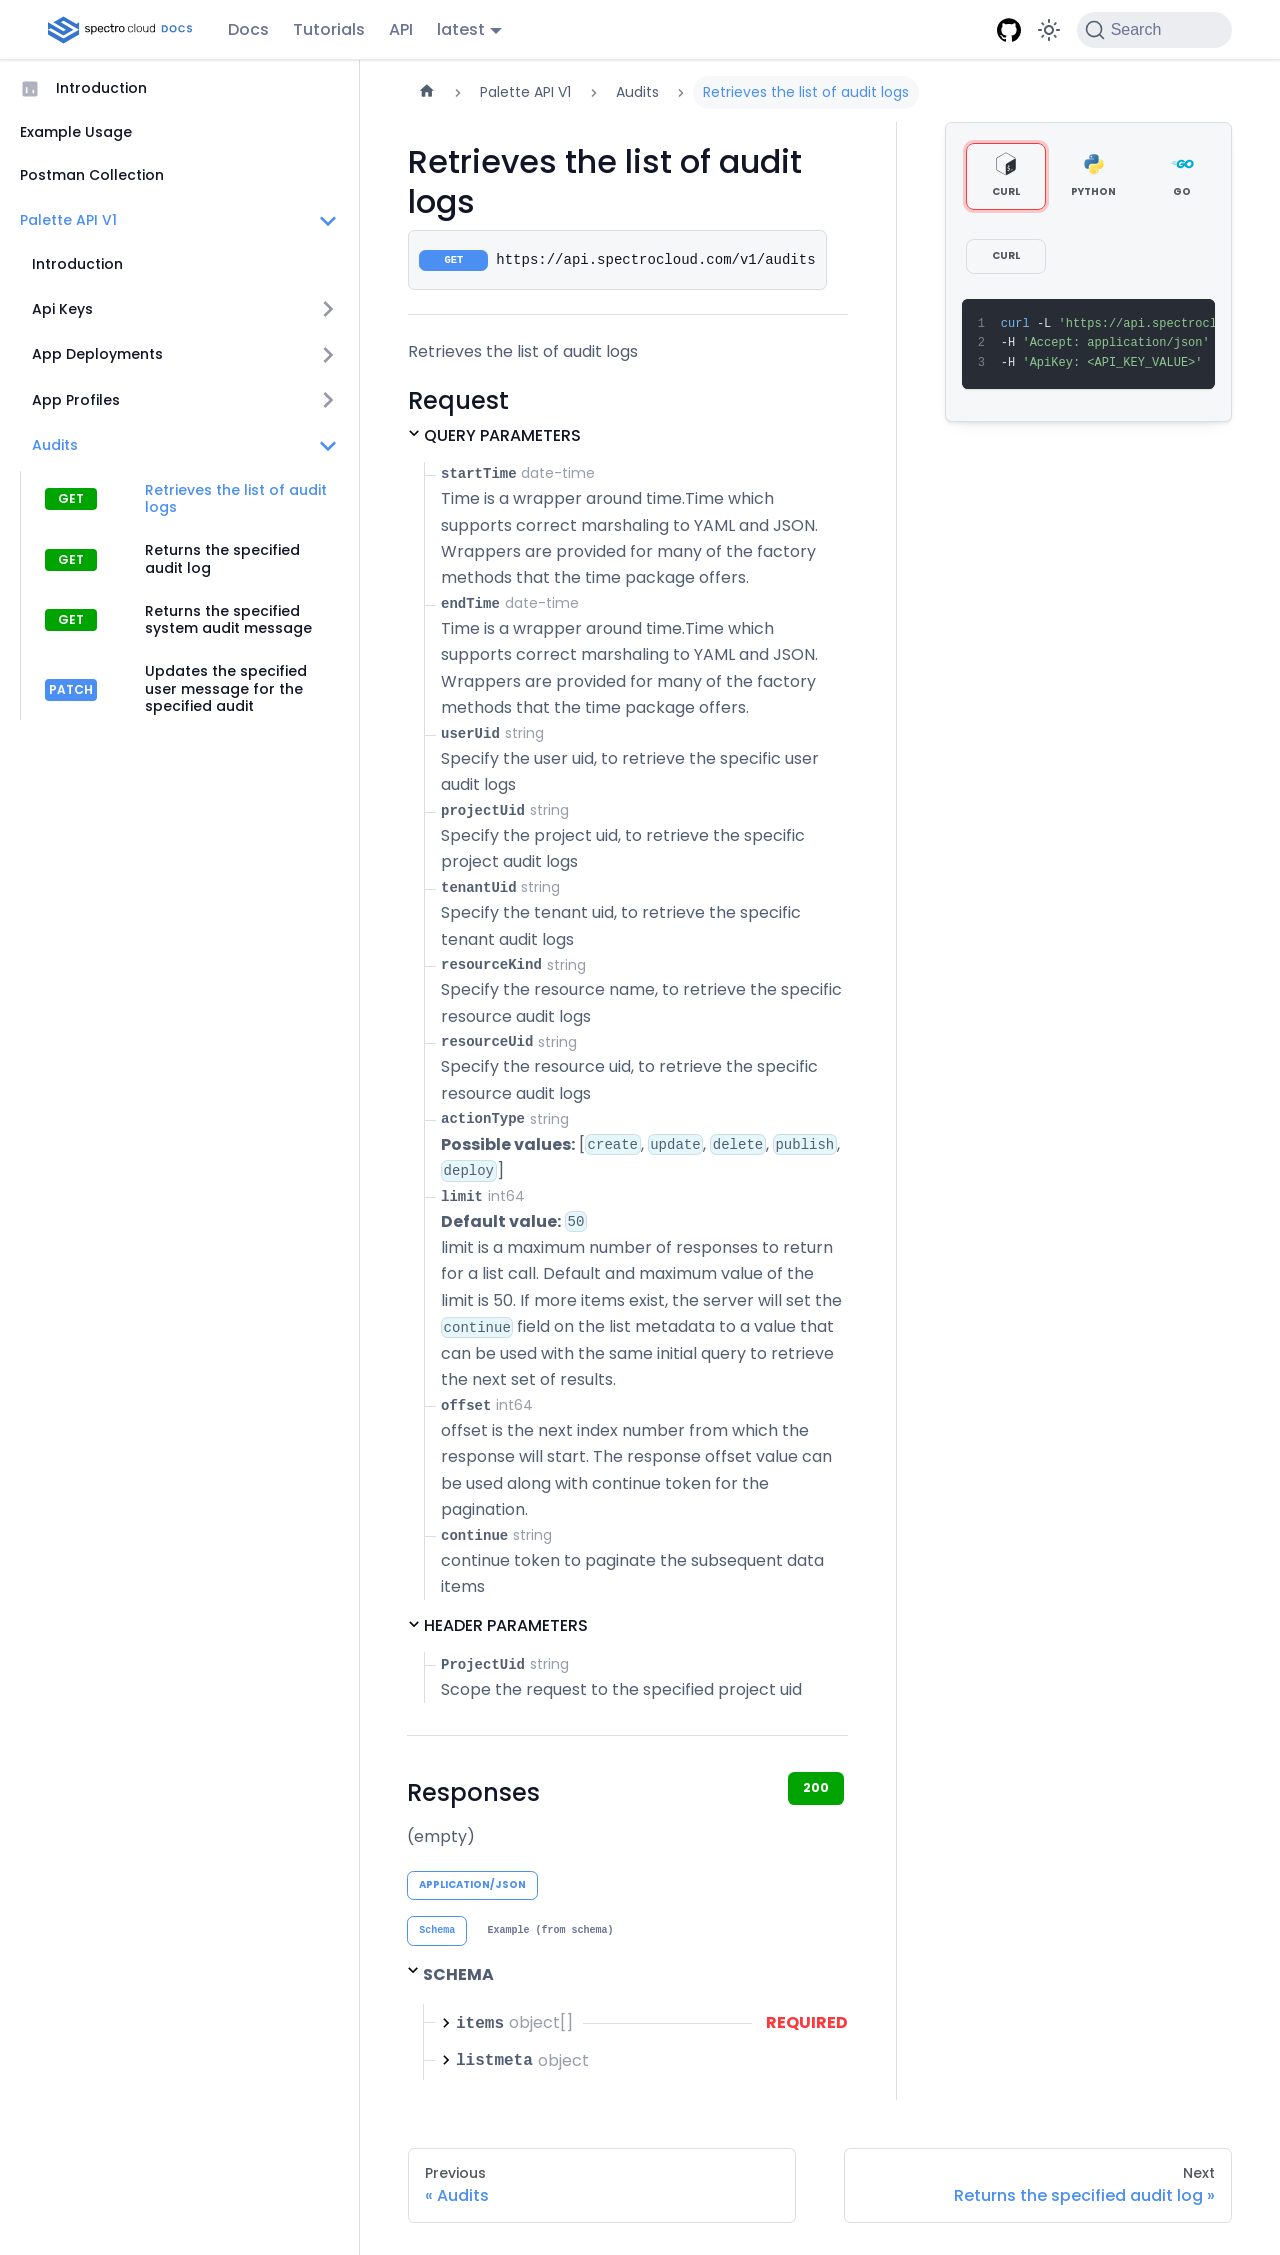 spectro cloud DOCS Docs Tutorials API latest Search
Introduction
Example Usage
Postman Collection
Palette API V1
Introduction
Api Keys
App Deployments
App Profiles
Audits
GET Retrieves the list of audit
logs
GET Returns the specified
audit log
GET Returns the specified
system audit message
PATCH Updates the specified
user message for the
specified audit
Palette API V1 Audits Retrieves the list of audit logs
Retrieves the list of audit
logs
GET https://api.spectrocloud.com/v1/audits
Retrieves the list of audit logs
Request
QUERY PARAMETERS
startTime date-time
Time is a wrapper around time.Time which
supports correct marshaling to YAML and JSON.
Wrappers are provided for many of the factory
methods that the time package offers.
endTime date-time
Time is a wrapper around time.Time which
supports correct marshaling to YAML and JSON.
Wrappers are provided for many of the factory
methods that the time package offers.
userUid string
Specify the user uid, to retrieve the specific user
audit logs
projectUid string
Specify the project uid, to retrieve the specific
project audit logs
tenantUid string
Specify the tenant uid, to retrieve the specific
tenant audit logs
resourceKind string
Specify the resource name, to retrieve the specific
resource audit logs
resourceUid string
Specify the resource uid, to retrieve the specific
resource audit logs
actionType string
Possible values: [create, update, delete, publish,
deploy]
limit int64
Default value: 50
limit is a maximum number of responses to return
for a list call. Default and maximum value of the
limit is 50. If more items exist, the server will set the
continue field on the list metadata to a value that
can be used with the same initial query to retrieve
the next set of results.
offset int64
offset is the next index number from which the
response will start. The response offset value can
be used along with continue token for the
pagination.
continue string
continue token to paginate the subsequent data
items
HEADER PARAMETERS
ProjectUid string
Scope the request to the specified project uid
Responses 200
(empty)
APPLICATION/JSON
Schema Example (from schema)
SCHEMA
items object[] REQUIRED
listmeta object
CURL PYTHON GO
CURL
1 curl -L 'https://api.spectrocl
2 -H 'Accept: application/json'
3 -H 'ApiKey: <API_KEY_VALUE>'
Previous
« Audits
Next
Returns the specified audit log »